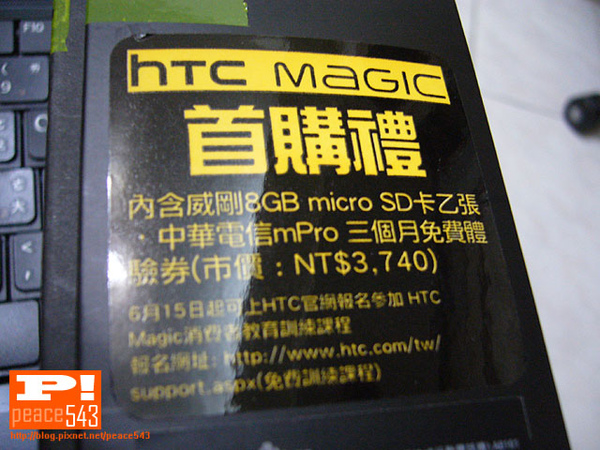 F10
hTC MAGIC
首購禮
內含威剛8GB micro SD卡乙張
．中華電信mPro 三個月免費體
驗券(市價：NT$3,740)
6月15日起可上HTC官網報名參加 HTC
Magic消費者教育訓練課程
報名網址: http://www.htc.com/tw/
support.aspx(免費訓練課程)
P!
peace543
http://blog.pixnet.net/peace543